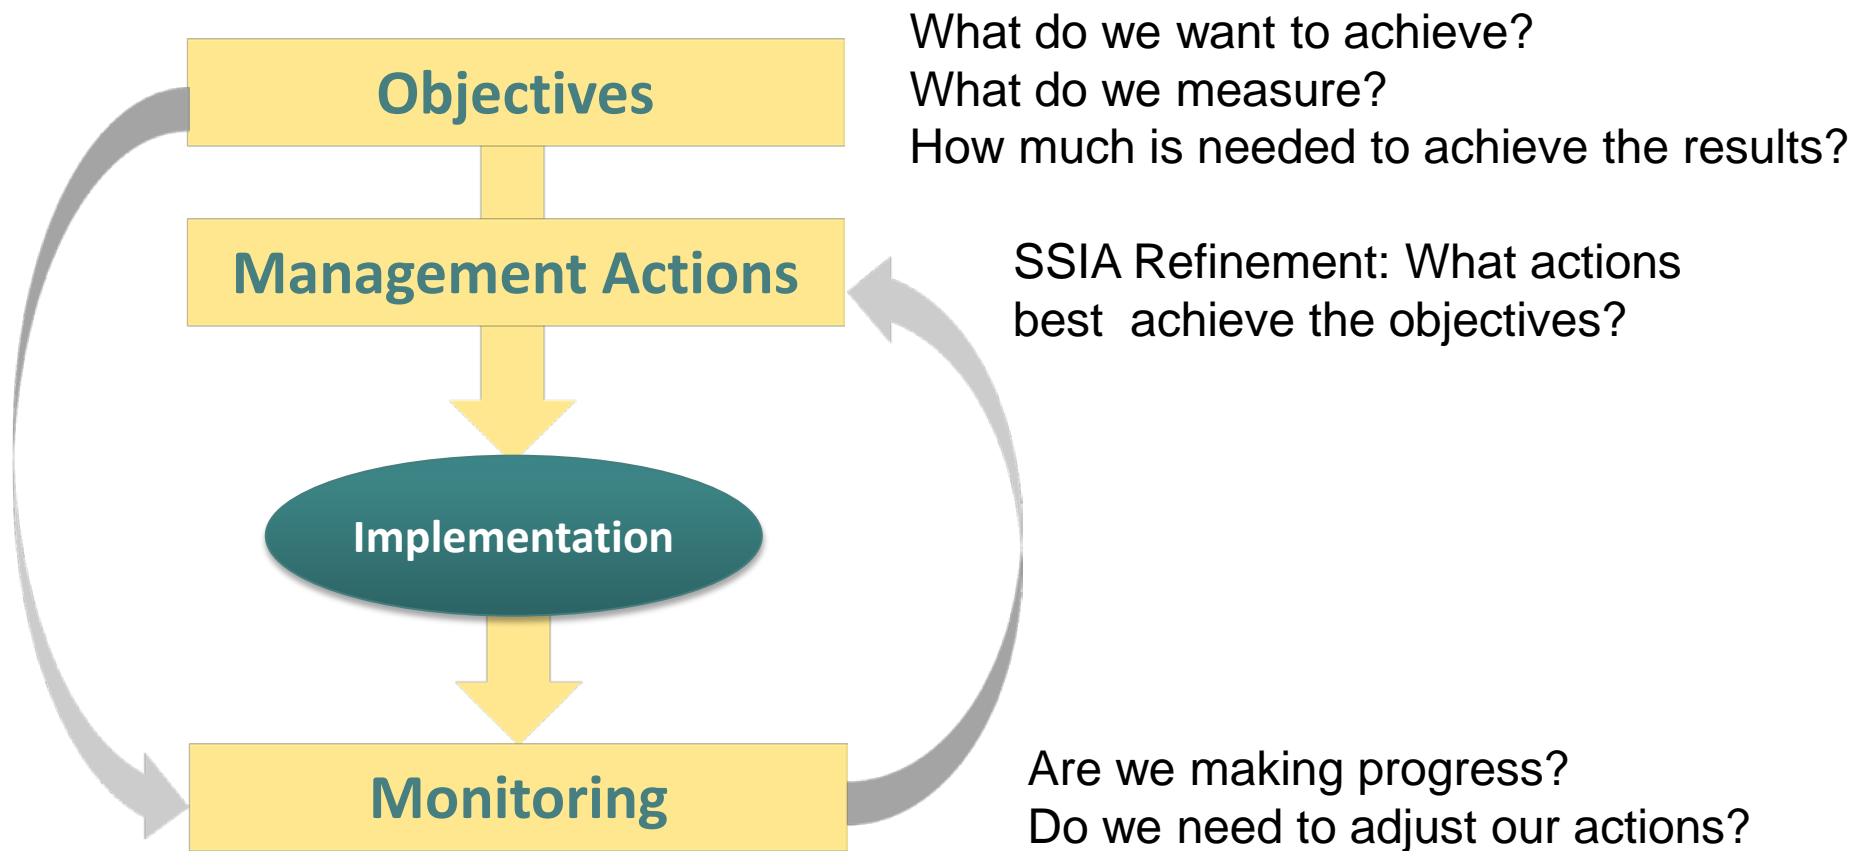 What do we want to achieve?
Objectives
What do we measure?
How much is needed to achieve the results?
Management Actions
SSIA Refinement: What actions
best  achieve the objectives?
Implementation
Monitoring
Are we making progress?
Do we need to adjust our actions?